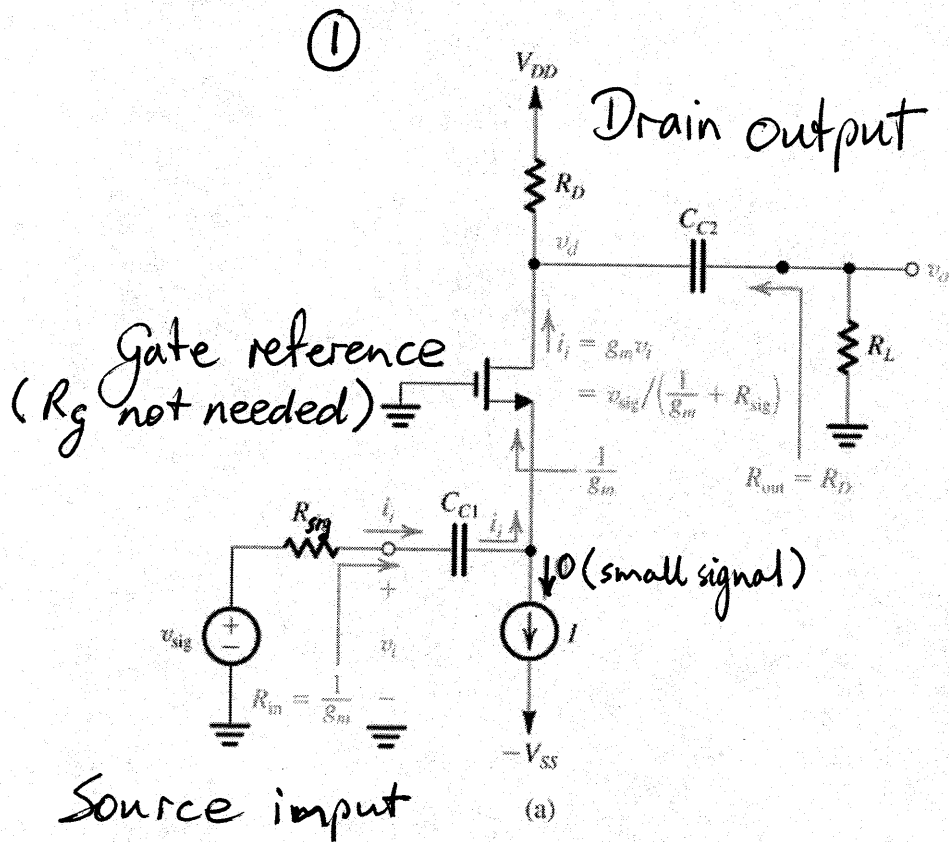 ①
V_DD
Drain output
R_D
C_C2
v_d
v_o
Gate reference
(Rg not needed)
i_i = g_m v_i
= v_sig/(1/g_m + R_sig)
R_L
1/g_m
R_out = R_D
R_sig
i_i
C_C1
i_i
0 (small signal)
+
v_sig
+
−
v_i
I
R_in = 1/g_m
−
−V_SS
Source input
(a)